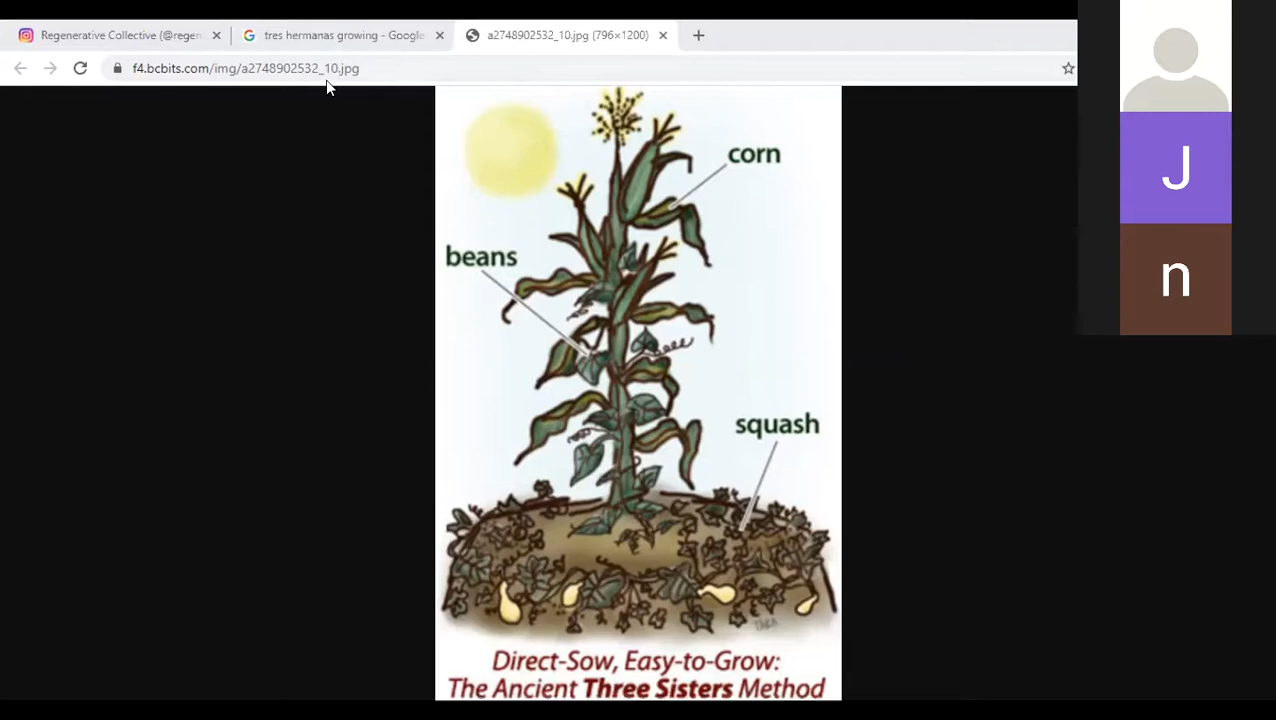 Regenerative Collective (@regen
tres hermanas growing - Google
a2748902532_10.jpg (796×1200)
f4.bcbits.com/img/a2748902532_10.jpg
corn
J
beans
n
squash
TARA
Direct-Sow, Easy-to-Grow:
The Ancient Three Sisters Method